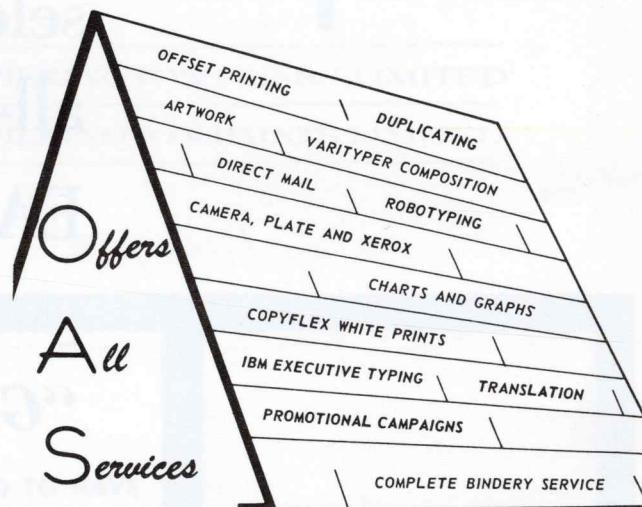 OFFSET PRINTING DUPLICATING
ARTWORK VARITYPER COMPOSITION
DIRECT MAIL ROBOTYPING
CAMERA, PLATE AND XEROX
CHARTS AND GRAPHS
COPYFLEX WHITE PRINTS
IBM EXECUTIVE TYPING TRANSLATION
PROMOTIONAL CAMPAIGNS
COMPLETE BINDERY SERVICE
Offers
All
Services